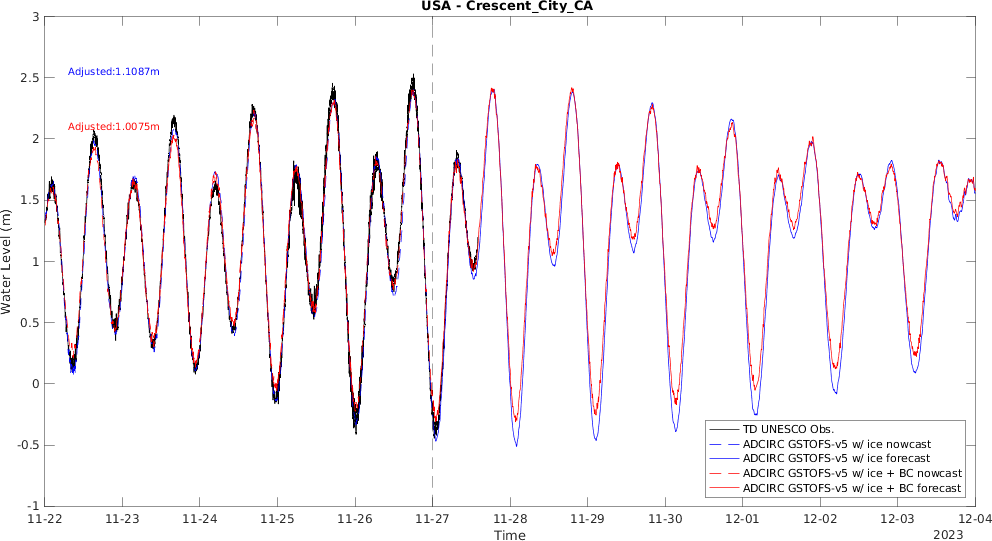 USA - Crescent_City_CA
Adjusted:1.1087m
Adjusted:1.0075m
Water Level (m)
3
2.5
2
1.5
1
0.5
0
-0.5
-1
TD UNESCO Obs.
ADCIRC GSTOFS-v5 w/ ice nowcast
ADCIRC GSTOFS-v5 w/ ice forecast
ADCIRC GSTOFS-v5 w/ ice + BC nowcast
ADCIRC GSTOFS-v5 w/ ice + BC forecast
11-22 11-23 11-24 11-25 11-26 11-27 11-28 11-29 11-30 12-01 12-02 12-03 12-04
Time
2023